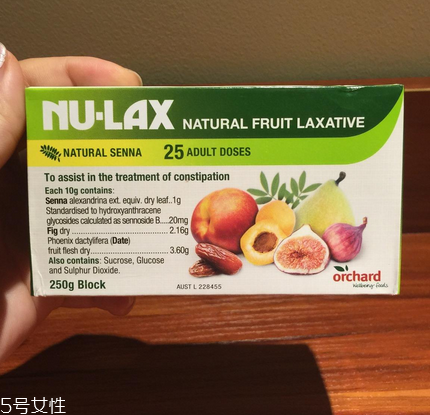 NU-LAX NATURAL FRUIT LAXATIVE
NATURAL SENNA 25 ADULT DOSES
To assist in the treatment of constipation
Each 10g contains:
Senna alexandrina ext. equiv. dry leaf..1g
Standardised to hydroxyanthracene
glycosides calculated as sennoside B....20mg
Fig dry ........................ 2.16g
Phoenix dactylifera (Date)
fruit flesh dry.................. 3.60g
Also contains: Sucrose, Glucose
and Sulphur Dioxide.
250g Block
AUST L 228455
orchard
Wellbeing foods
5号女性